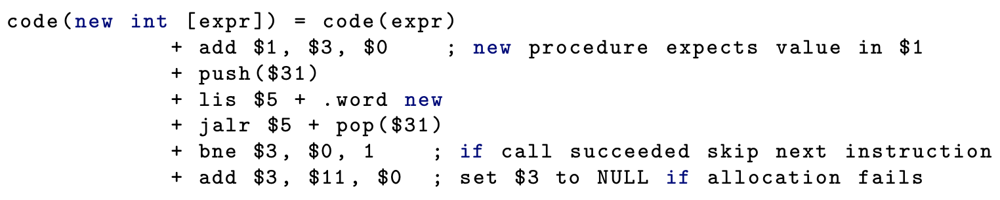 code(new int [expr]) = code(expr)
+ add $1, $3, $0 ; new procedure expects value in $1
+ push($31)
+ lis $5 + .word new
+ jalr $5 + pop($31)
+ bne $3, $0, 1 ; if call succeeded skip next instruction
+ add $3, $11, $0 ; set $3 to NULL if allocation fails